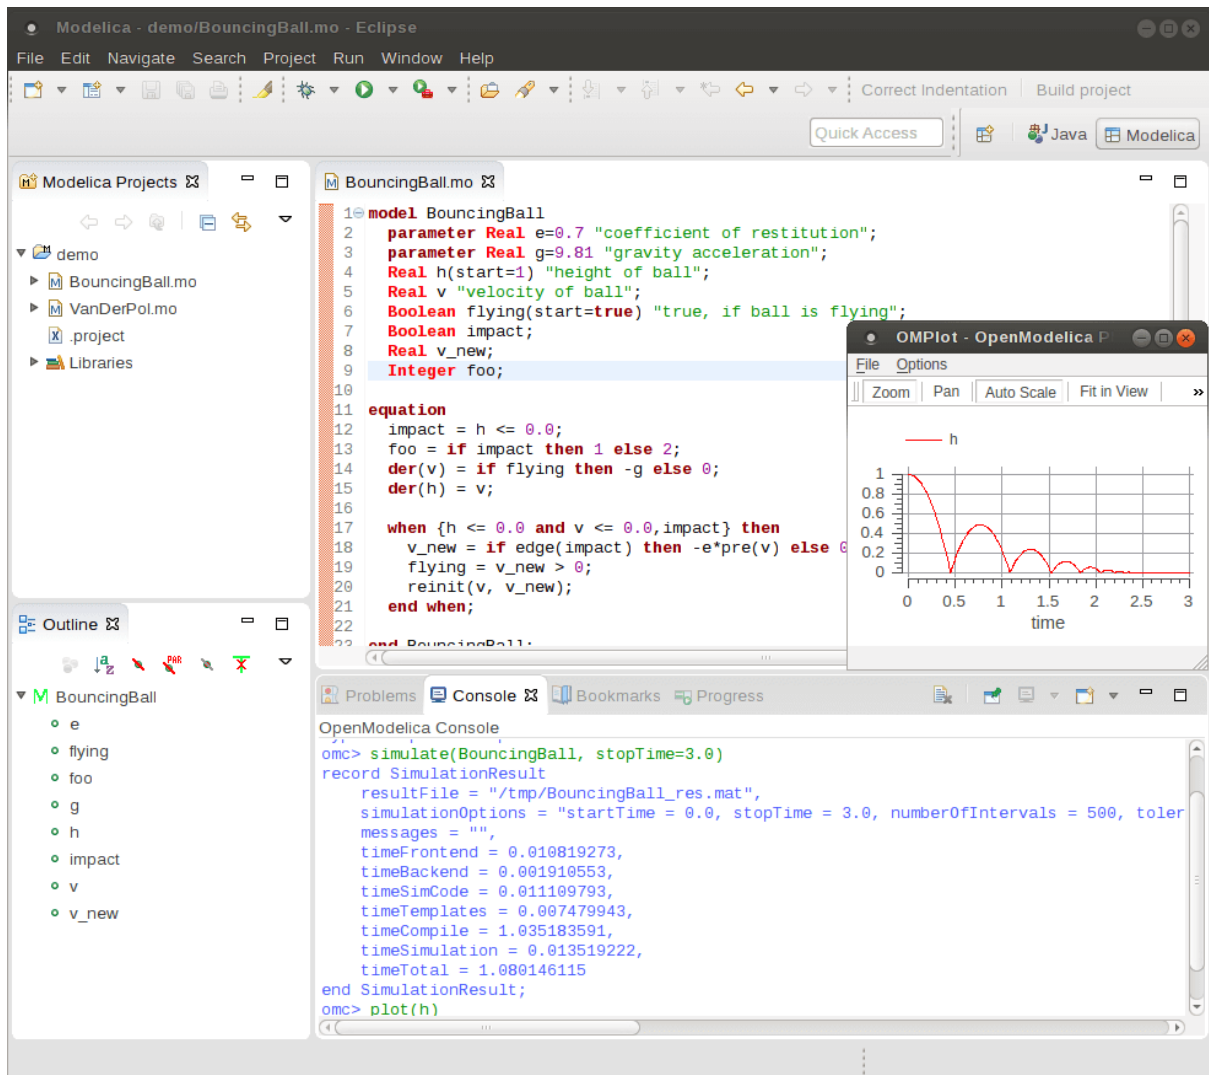 Modelica - demo/BouncingBall.mo - Eclipse
File Edit Navigate Search Project Run Window Help
Correct Indentation Build project
Quick Access Java Modelica
Modelica Projects
demo
BouncingBall.mo
VanDerPol.mo
.project
Libraries
BouncingBall.mo
1 model BouncingBall
2 parameter Real e=0.7 "coefficient of restitution";
3 parameter Real g=9.81 "gravity acceleration";
4 Real h(start=1) "height of ball";
5 Real v "velocity of ball";
6 Boolean flying(start=true) "true, if ball is flying";
7 Boolean impact;
8 Real v_new;
9 Integer foo;
10
11 equation
12 impact = h <= 0.0;
13 foo = if impact then 1 else 2;
14 der(v) = if flying then -g else 0;
15 der(h) = v;
16
17 when {h <= 0.0 and v <= 0.0,impact} then
18 v_new = if edge(impact) then -e*pre(v) else 0
19 flying = v_new > 0;
20 reinit(v, v_new);
21 end when;
22
23 end BouncingBall;
OMPlot - OpenModelica P
File Options
Zoom Pan Auto Scale Fit in View »
h
1
0.8
0.6
0.4
0.2
0
0 0.5 1 1.5 2 2.5 3
time
Outline
PAR
BouncingBall
e
flying
foo
g
h
impact
v
v_new
Problems Console Bookmarks Progress
OpenModelica Console
omc> simulate(BouncingBall, stopTime=3.0)
record SimulationResult
resultFile = "/tmp/BouncingBall_res.mat",
simulationOptions = "startTime = 0.0, stopTime = 3.0, numberOfIntervals = 500, toler
messages = "",
timeFrontend = 0.010819273,
timeBackend = 0.001910553,
timeSimCode = 0.011109793,
timeTemplates = 0.007479943,
timeCompile = 1.035183591,
timeSimulation = 0.013519222,
timeTotal = 1.080146115
end SimulationResult;
omc> plot(h)